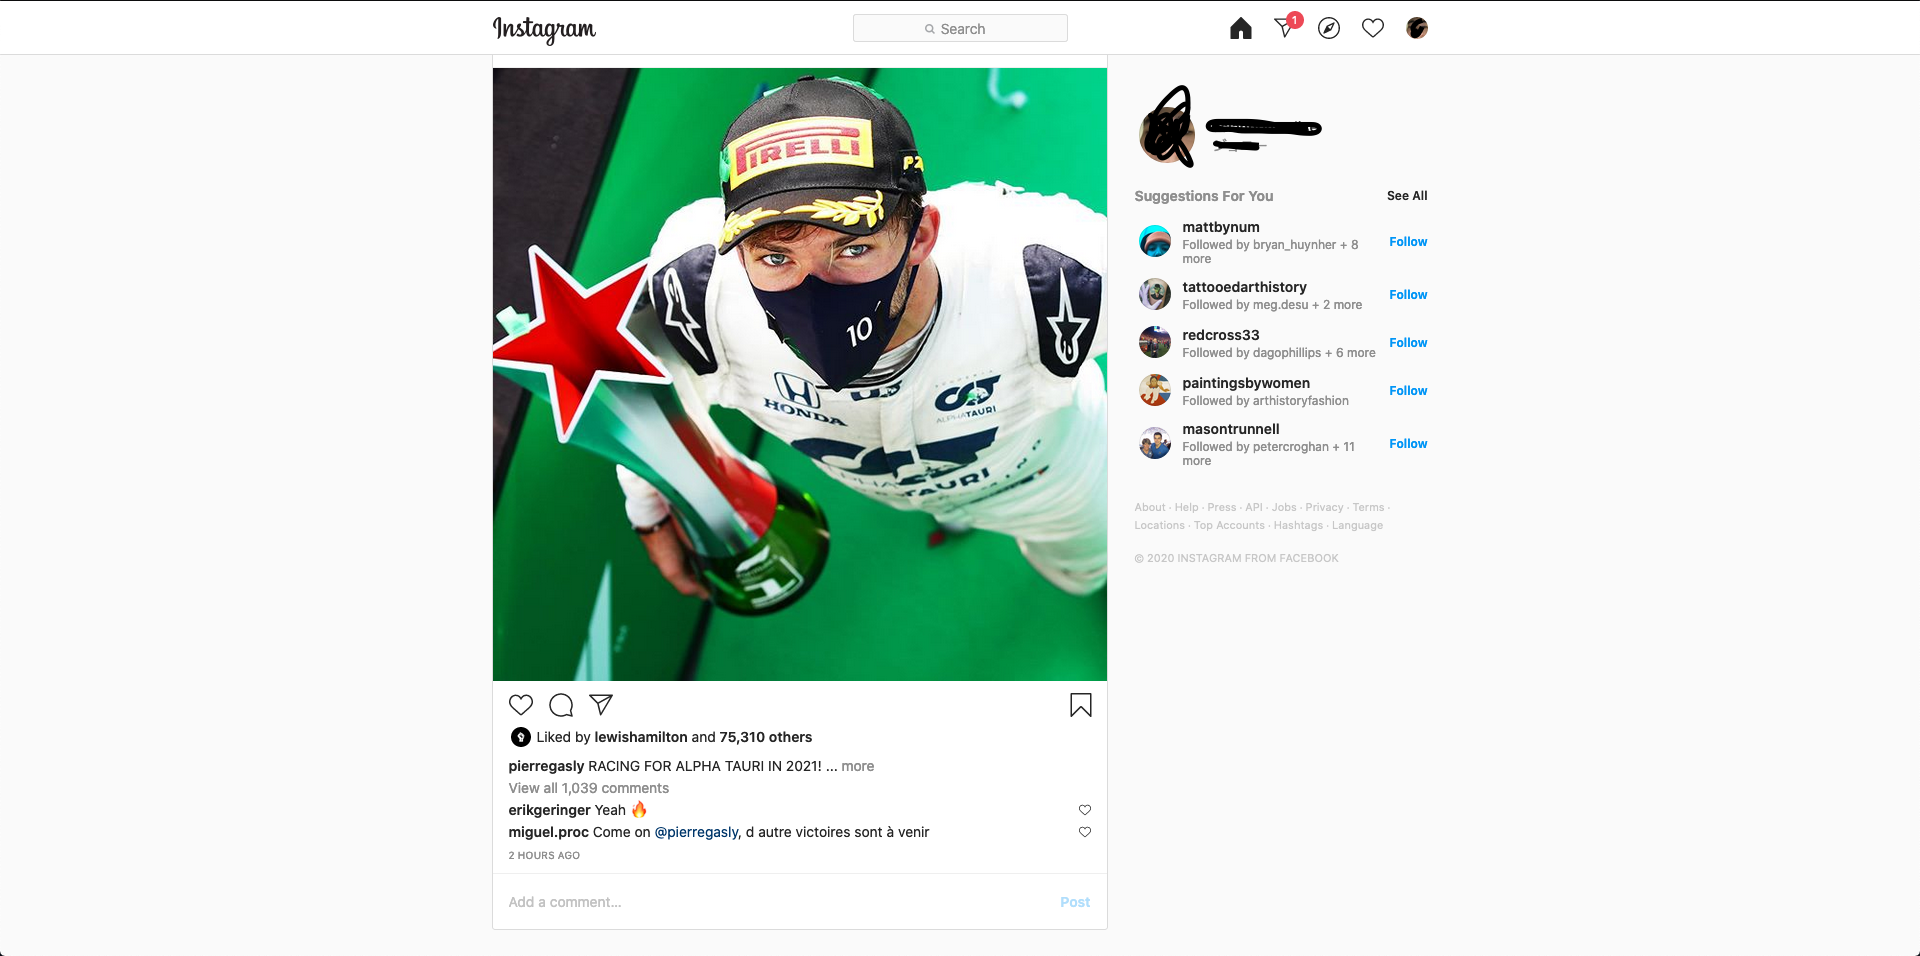 Instagram
Search
1
PIRELLI
P2
10
HONDA
SCUDERIA
ALPHATAURI
TAURI
1
Liked by lewishamilton and 75,310 others
pierregasly RACING FOR ALPHA TAURI IN 2021! ... more
View all 1,039 comments
erikgeringer Yeah 🔥
miguel.proc Come on @pierregasly, d autre victoires sont à venir
2 HOURS AGO
Add a comment...
Post
Suggestions For You
See All
mattbynum
Followed by bryan_huynher + 8
more
Follow
tattooedarthistory
Followed by meg.desu + 2 more
Follow
redcross33
Followed by dagophillips + 6 more
Follow
paintingsbywomen
Followed by arthistoryfashion
Follow
masontrunnell
Followed by petercroghan + 11
more
Follow
About · Help · Press · API · Jobs · Privacy · Terms ·
Locations · Top Accounts · Hashtags · Language
© 2020 INSTAGRAM FROM FACEBOOK